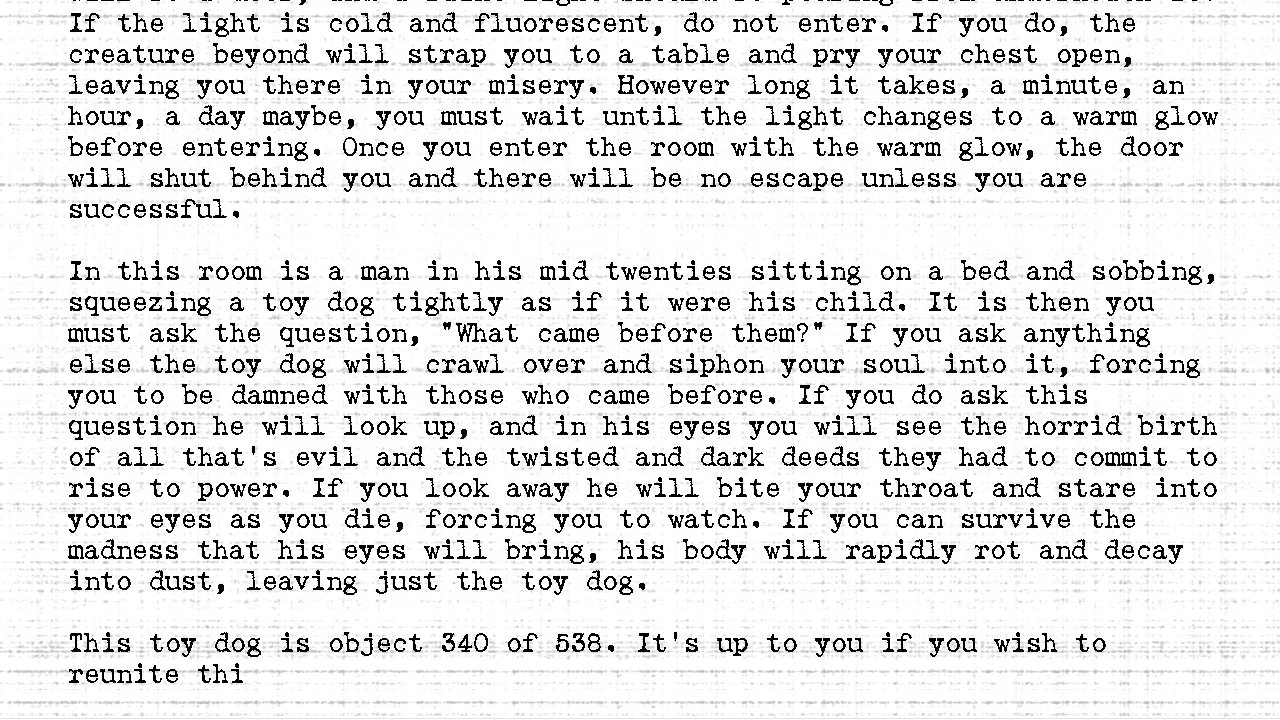 If the light is cold and fluorescent, do not enter. If you do, the
creature beyond will strap you to a table and pry your chest open,
leaving you there in your misery. However long it takes, a minute, an
hour, a day maybe, you must wait until the light changes to a warm glow
before entering. Once you enter the room with the warm glow, the door
will shut behind you and there will be no escape unless you are
successful.
In this room is a man in his mid twenties sitting on a bed and sobbing,
squeezing a toy dog tightly as if it were his child. It is then you
must ask the question, "What came before them?" If you ask anything
else the toy dog will crawl over and siphon your soul into it, forcing
you to be damned with those who came before. If you do ask this
question he will look up, and in his eyes you will see the horrid birth
of all that's evil and the twisted and dark deeds they had to commit to
rise to power. If you look away he will bite your throat and stare into
your eyes as you die, forcing you to watch. If you can survive the
madness that his eyes will bring, his body will rapidly rot and decay
into dust, leaving just the toy dog.
This toy dog is object 340 of 538. It's up to you if you wish to
reunite thi